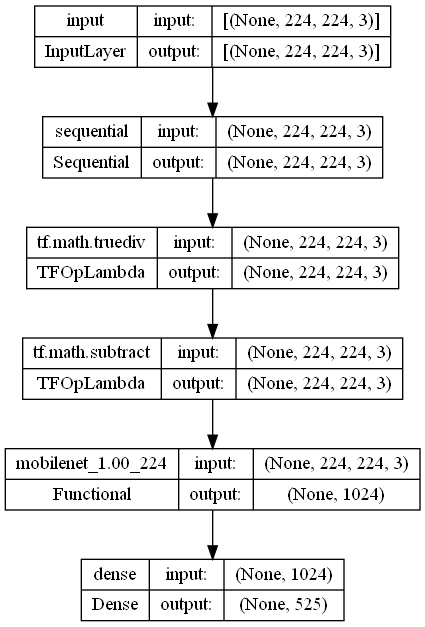 input input: [(None, 224, 224, 3)]
InputLayer output: [(None, 224, 224, 3)]
sequential input: (None, 224, 224, 3)
Sequential output: (None, 224, 224, 3)
tf.math.truediv input: (None, 224, 224, 3)
TFOpLambda output: (None, 224, 224, 3)
tf.math.subtract input: (None, 224, 224, 3)
TFOpLambda output: (None, 224, 224, 3)
mobilenet_1.00_224 input: (None, 224, 224, 3)
Functional output: (None, 1024)
dense input: (None, 1024)
Dense output: (None, 525)